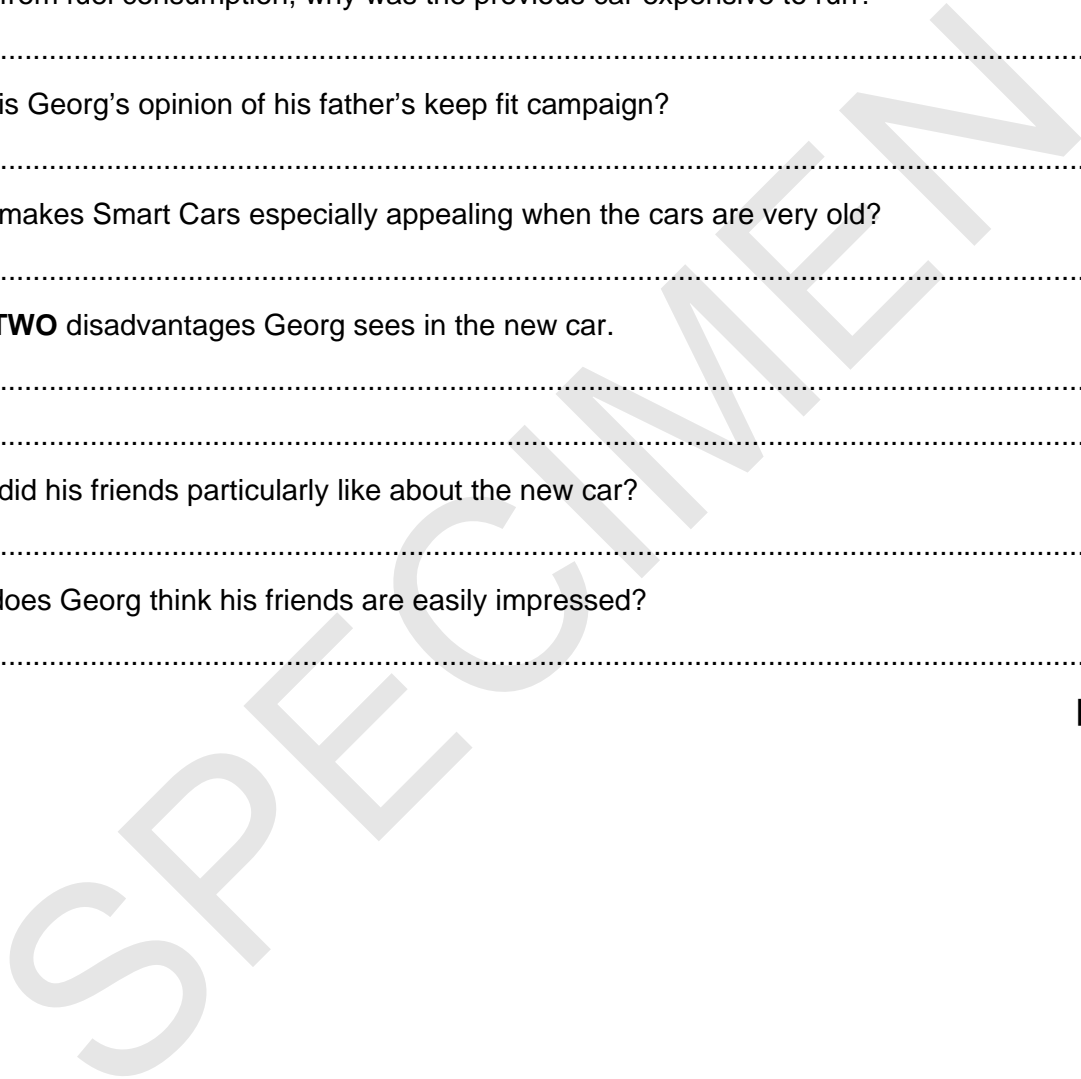 from fuel consumption, why was the previous car expensive to run?
is Georg's opinion of his father's keep fit campaign?
makes Smart Cars especially appealing when the cars are very old?
TWO disadvantages Georg sees in the new car.
did his friends particularly like about the new car?
does Georg think his friends are easily impressed?
SPECIMEN